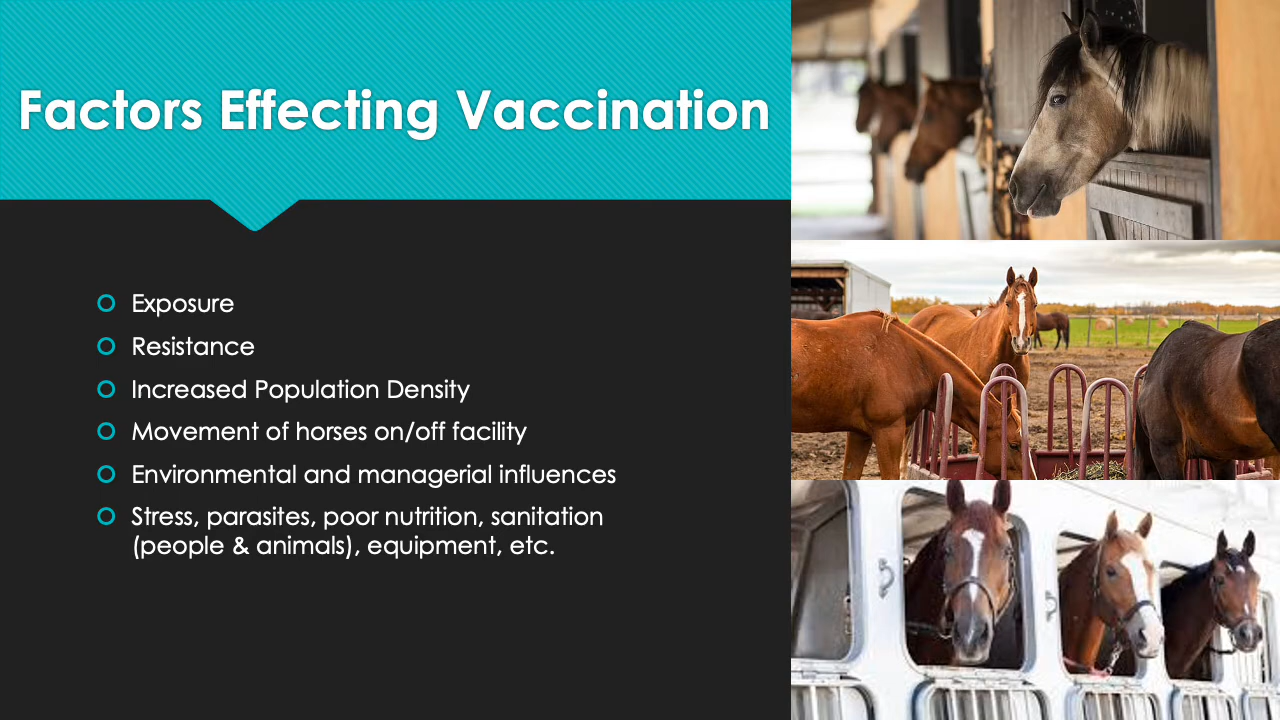 Factors Effecting Vaccination
Exposure
Resistance
Increased Population Density
Movement of horses on/off facility
Environmental and managerial influences
Stress, parasites, poor nutrition, sanitation
(people & animals), equipment, etc.